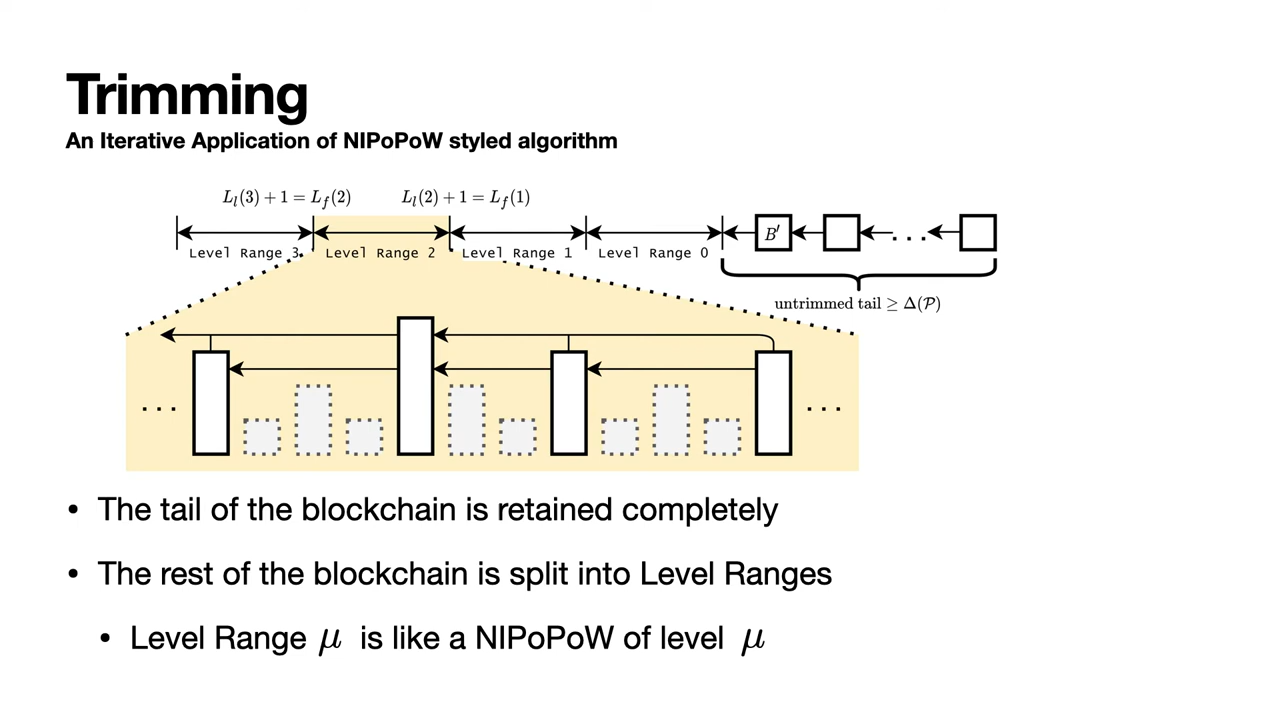 Trimming
An Iterative Application of NIPoPoW styled algorithm
L_l(3) + 1 = L_f(2)
L_l(2) + 1 = L_f(1)
Level Range 3
Level Range 2
Level Range 1
Level Range 0
B′
. . .
untrimmed tail ≥ Δ(𝒫)
. . .
. . .
• The tail of the blockchain is retained completely
• The rest of the blockchain is split into Level Ranges
• Level Range μ is like a NIPoPoW of level μ